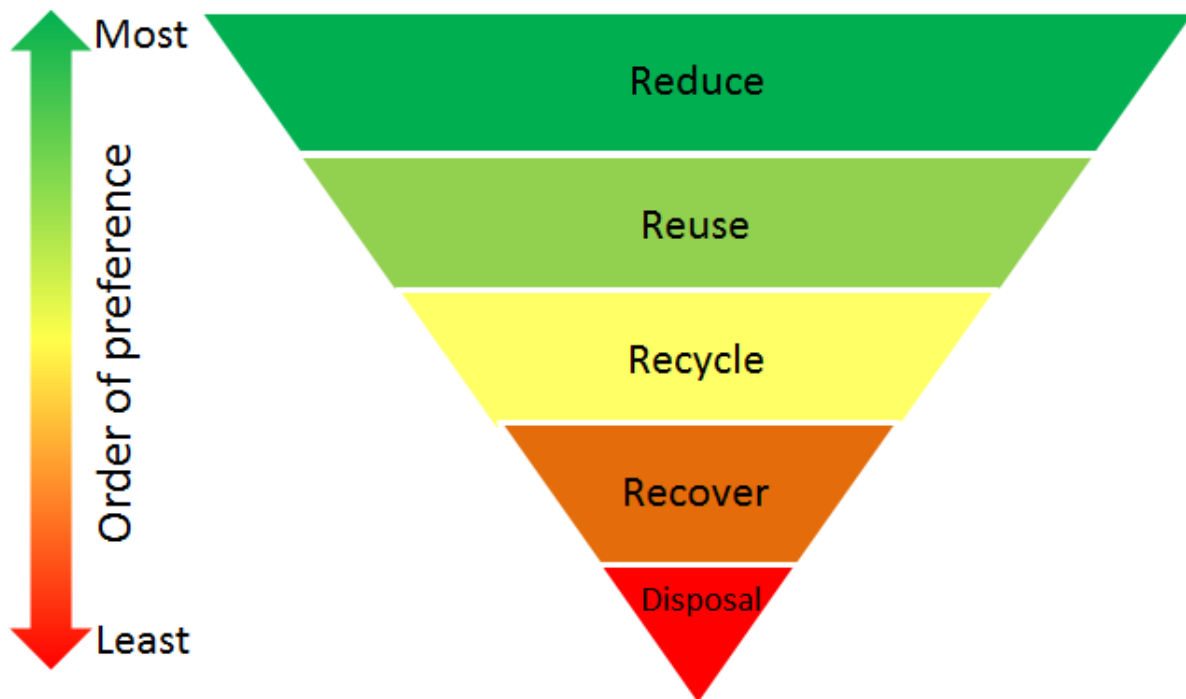 Most
Order of preference
Least
Reduce
Reuse
Recycle
Recover
Disposal